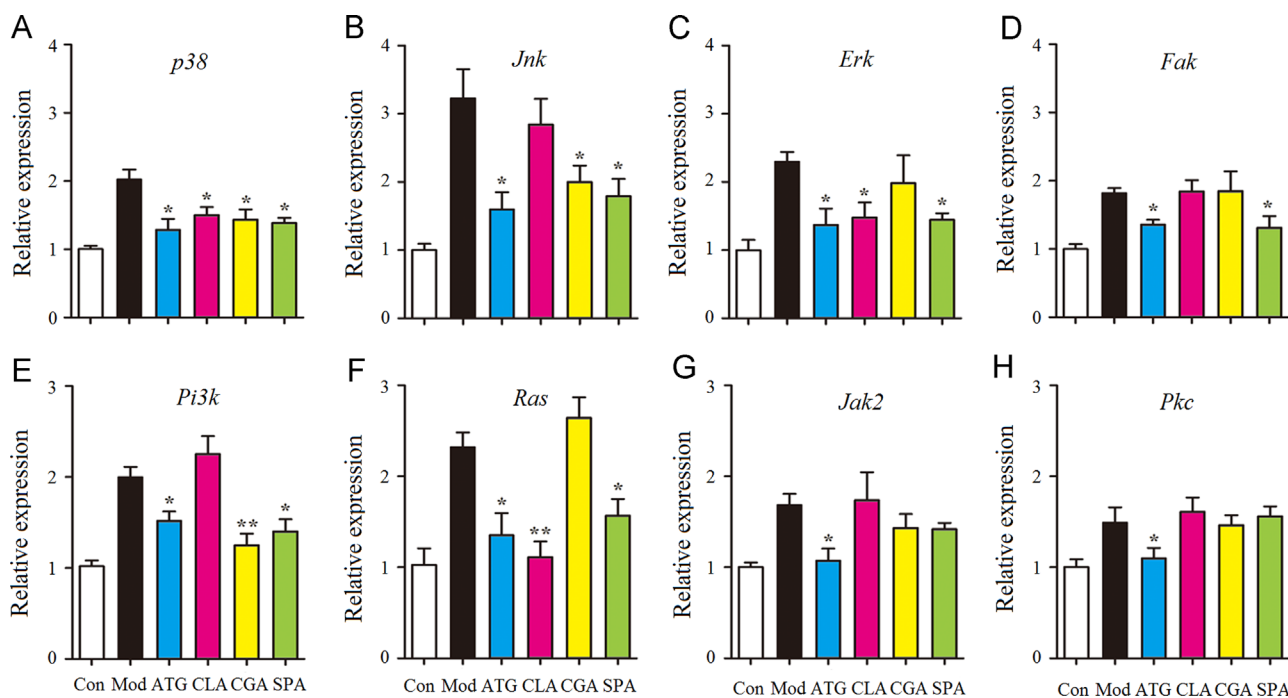 A
p38
Relative expression
4
3
2
1
0
*
*
*
*
B
Jnk
Relative expression
4
3
2
1
0
*
*
*
C
Erk
Relative expression
4
3
2
1
0
*
*
*
D
Fak
Relative expression
4
3
2
1
0
*
*
E
Pi3k
Relative expression
3
2
1
0
*
**
*
Con Mod ATG CLA CGA SPA
F
Ras
Relative expression
3
2
1
0
*
**
*
Con Mod ATG CLA CGA SPA
G
Jak2
Relative expression
3
2
1
0
*
Con Mod ATG CLA CGA SPA
H
Pkc
Relative expression
3
2
1
0
*
Con Mod ATG CLA CGA SPA